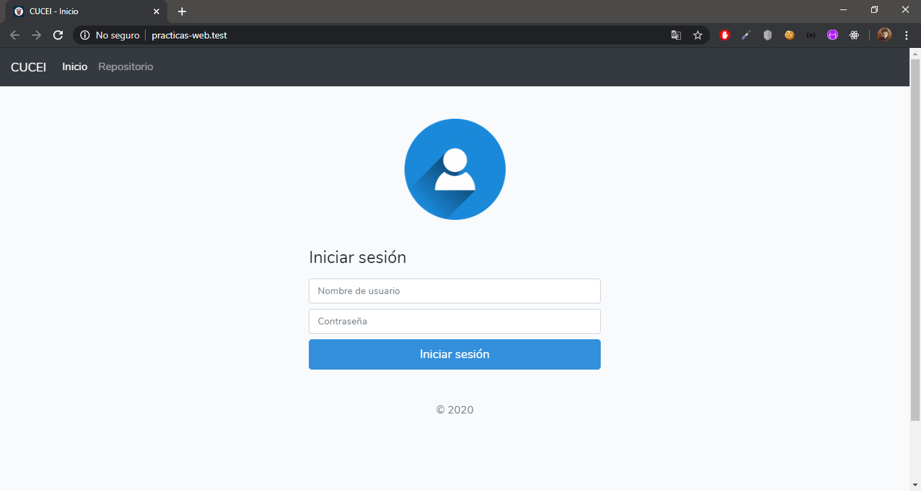 CUCEI - Inicio
No seguro practicas-web.test
CUCEI Inicio Repositorio
Iniciar sesión
Nombre de usuario
Contraseña
Iniciar sesión
© 2020